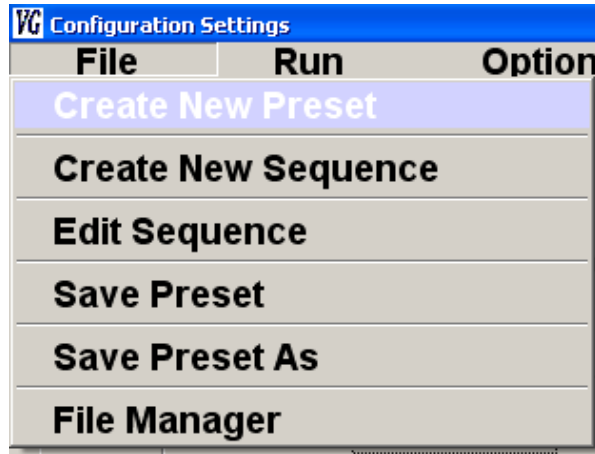 VG Configuration Settings
File Run Option
Create New Preset
Create New Sequence
Edit Sequence
Save Preset
Save Preset As
File Manager